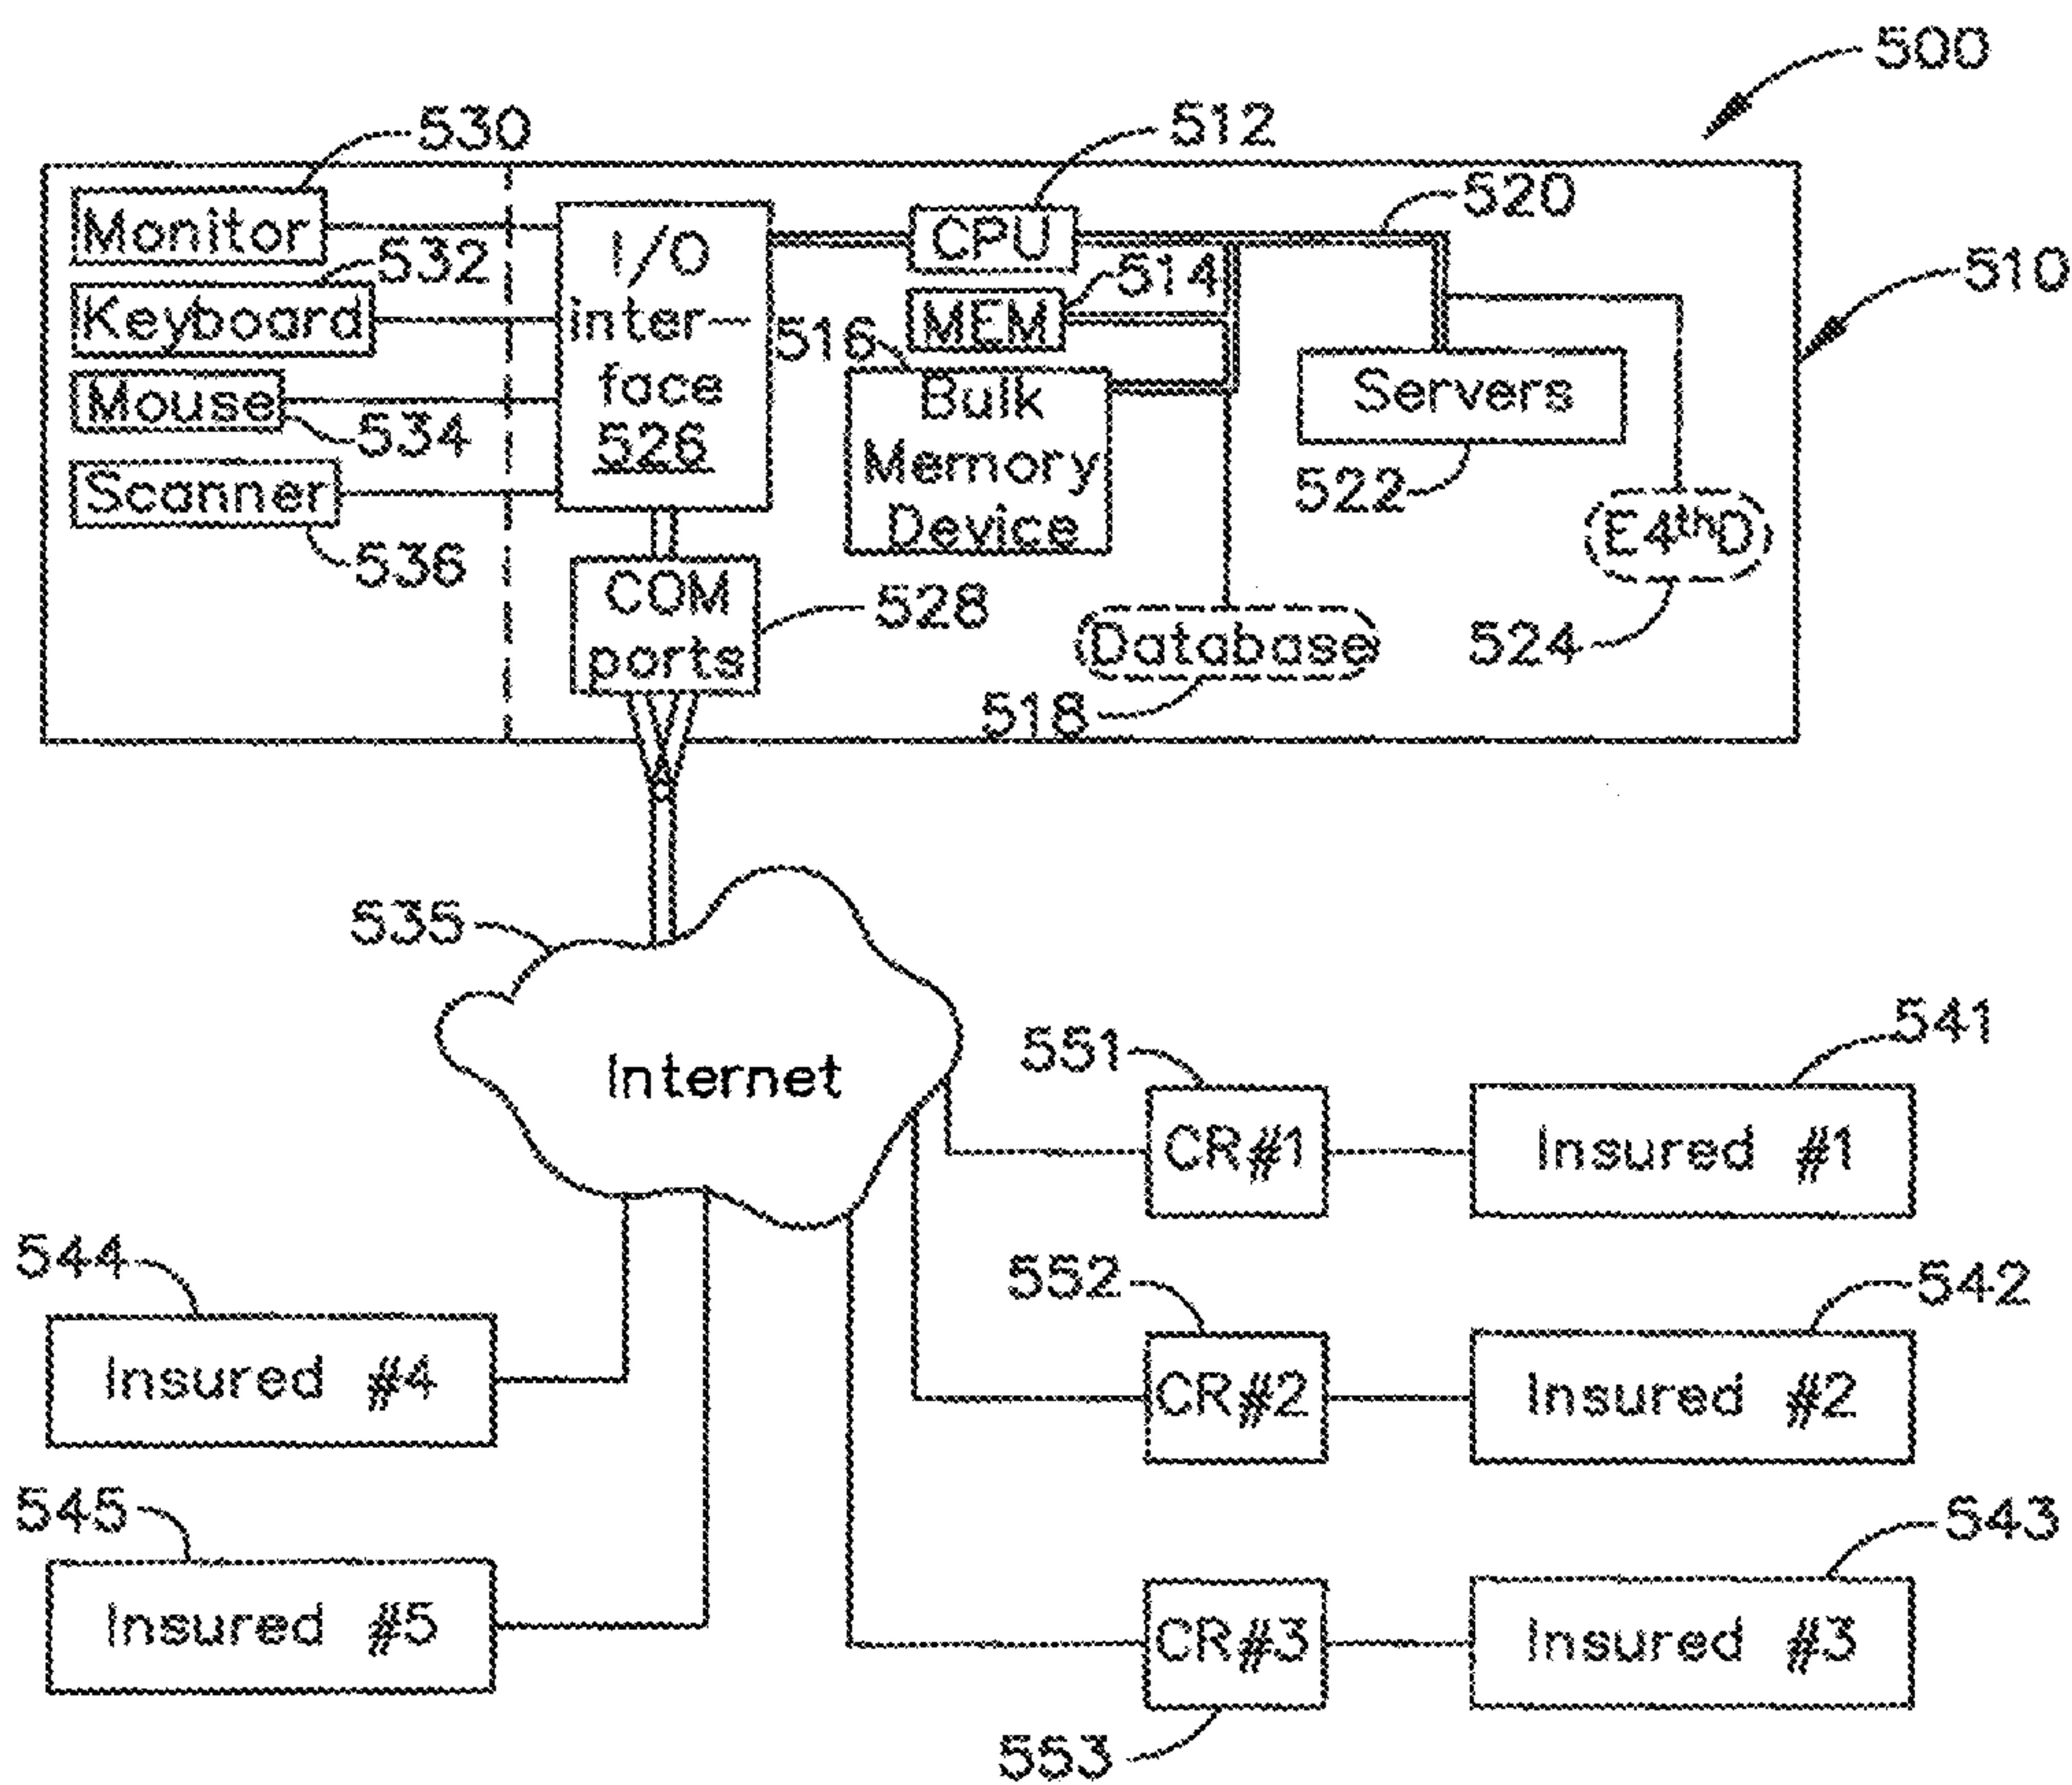 500
530
512
520
510
Monitor
532
Keyboard
Mouse
534
Scanner
536
I/O
inter-
face
526
CPU
514
MEM
516
Bulk
Memory
Device
Servers
522
E4thD
524
COM
ports
528
Database
518
535
Internet
551
CR#1
541
Insured #1
544
Insured #4
552
CR#2
542
Insured #2
545
Insured #5
543
CR#3
Insured #3
553